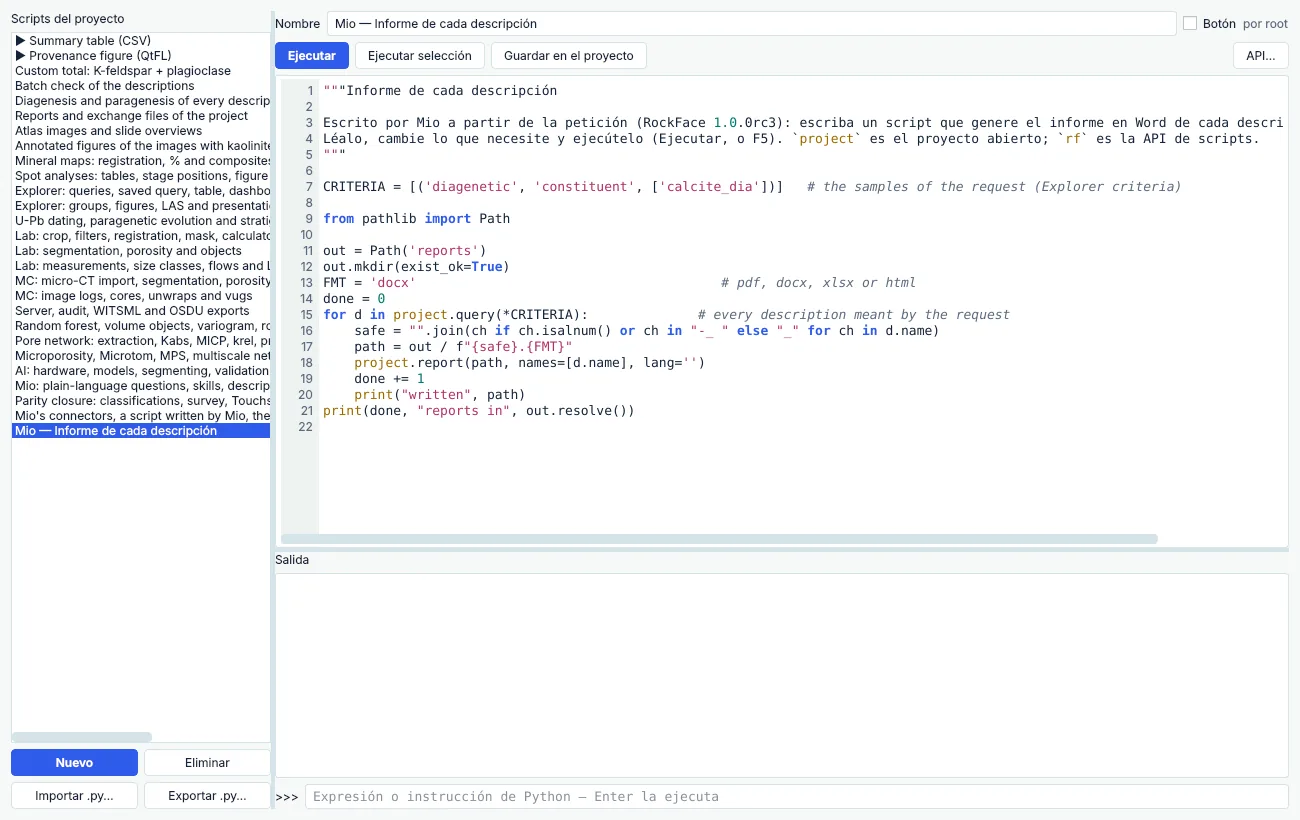 Scripts del proyecto
▶ Summary table (CSV)
▶ Provenance figure (QtFL)
Custom total: K-feldspar + plagioclase
Batch check of the descriptions
Diagenesis and paragenesis of every descrip
Reports and exchange files of the project
Atlas images and slide overviews
Annotated figures of the images with kaolinite
Mineral maps: registration, % and composites
Spot analyses: tables, stage positions, figure
Explorer: queries, saved query, table, dashbo
Explorer: groups, figures, LAS and presentati
U-Pb dating, paragenetic evolution and strati
Lab: crop, filters, registration, mask, calculato
Lab: segmentation, porosity and objects
Lab: measurements, size classes, flows and L
MC: micro-CT import, segmentation, porosity
MC: image logs, cores, unwraps and vugs
Server, audit, WITSML and OSDU exports
Random forest, volume objects, variogram, ro
Pore network: extraction, Kabs, MICP, krel, pr
Microporosity, Microtom, MPS, multiscale net
AI: hardware, models, segmenting, validation
Mio: plain-language questions, skills, descrip
Parity closure: classifications, survey, Touchs
Mio's connectors, a script written by Mio, the
Mio — Informe de cada descripción
Nuevo Eliminar
Importar .py... Exportar .py...
Nombre Mio — Informe de cada descripción Botón por root
Ejecutar Ejecutar selección Guardar en el proyecto API...
1 """Informe de cada descripción
2
3 Escrito por Mio a partir de la petición (RockFace 1.0.0rc3): escriba un script que genere el informe en Word de cada descri
4 Léalo, cambie lo que necesite y ejecútelo (Ejecutar, o F5). `project` es el proyecto abierto; `rf` es la API de scripts.
5 """
6
7 CRITERIA = [('diagenetic', 'constituent', ['calcite_dia'])] # the samples of the request (Explorer criteria)
8
9 from pathlib import Path
10
11 out = Path('reports')
12 out.mkdir(exist_ok=True)
13 FMT = 'docx' # pdf, docx, xlsx or html
14 done = 0
15 for d in project.query(*CRITERIA): # every description meant by the request
16 safe = "".join(ch if ch.isalnum() or ch in "-_ " else "_" for ch in d.name)
17 path = out / f"{safe}.{FMT}"
18 project.report(path, names=[d.name], lang='')
19 done += 1
20 print("written", path)
21 print(done, "reports in", out.resolve())
22
Salida
>>> Expresión o instrucción de Python — Enter la ejecuta